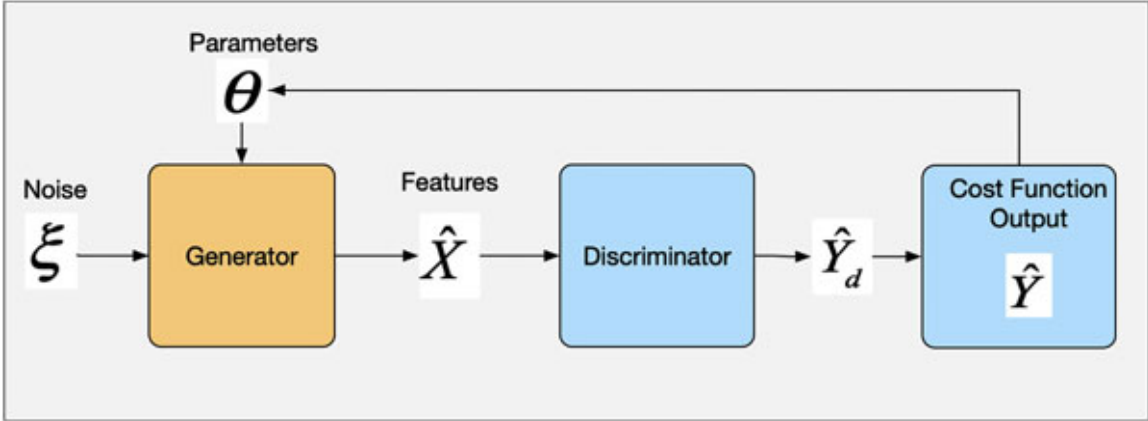 Parameters
θ
Noise
ξ
Generator
Features
X̂
Discriminator
Ŷ_d
Cost Function
Output
Ŷ